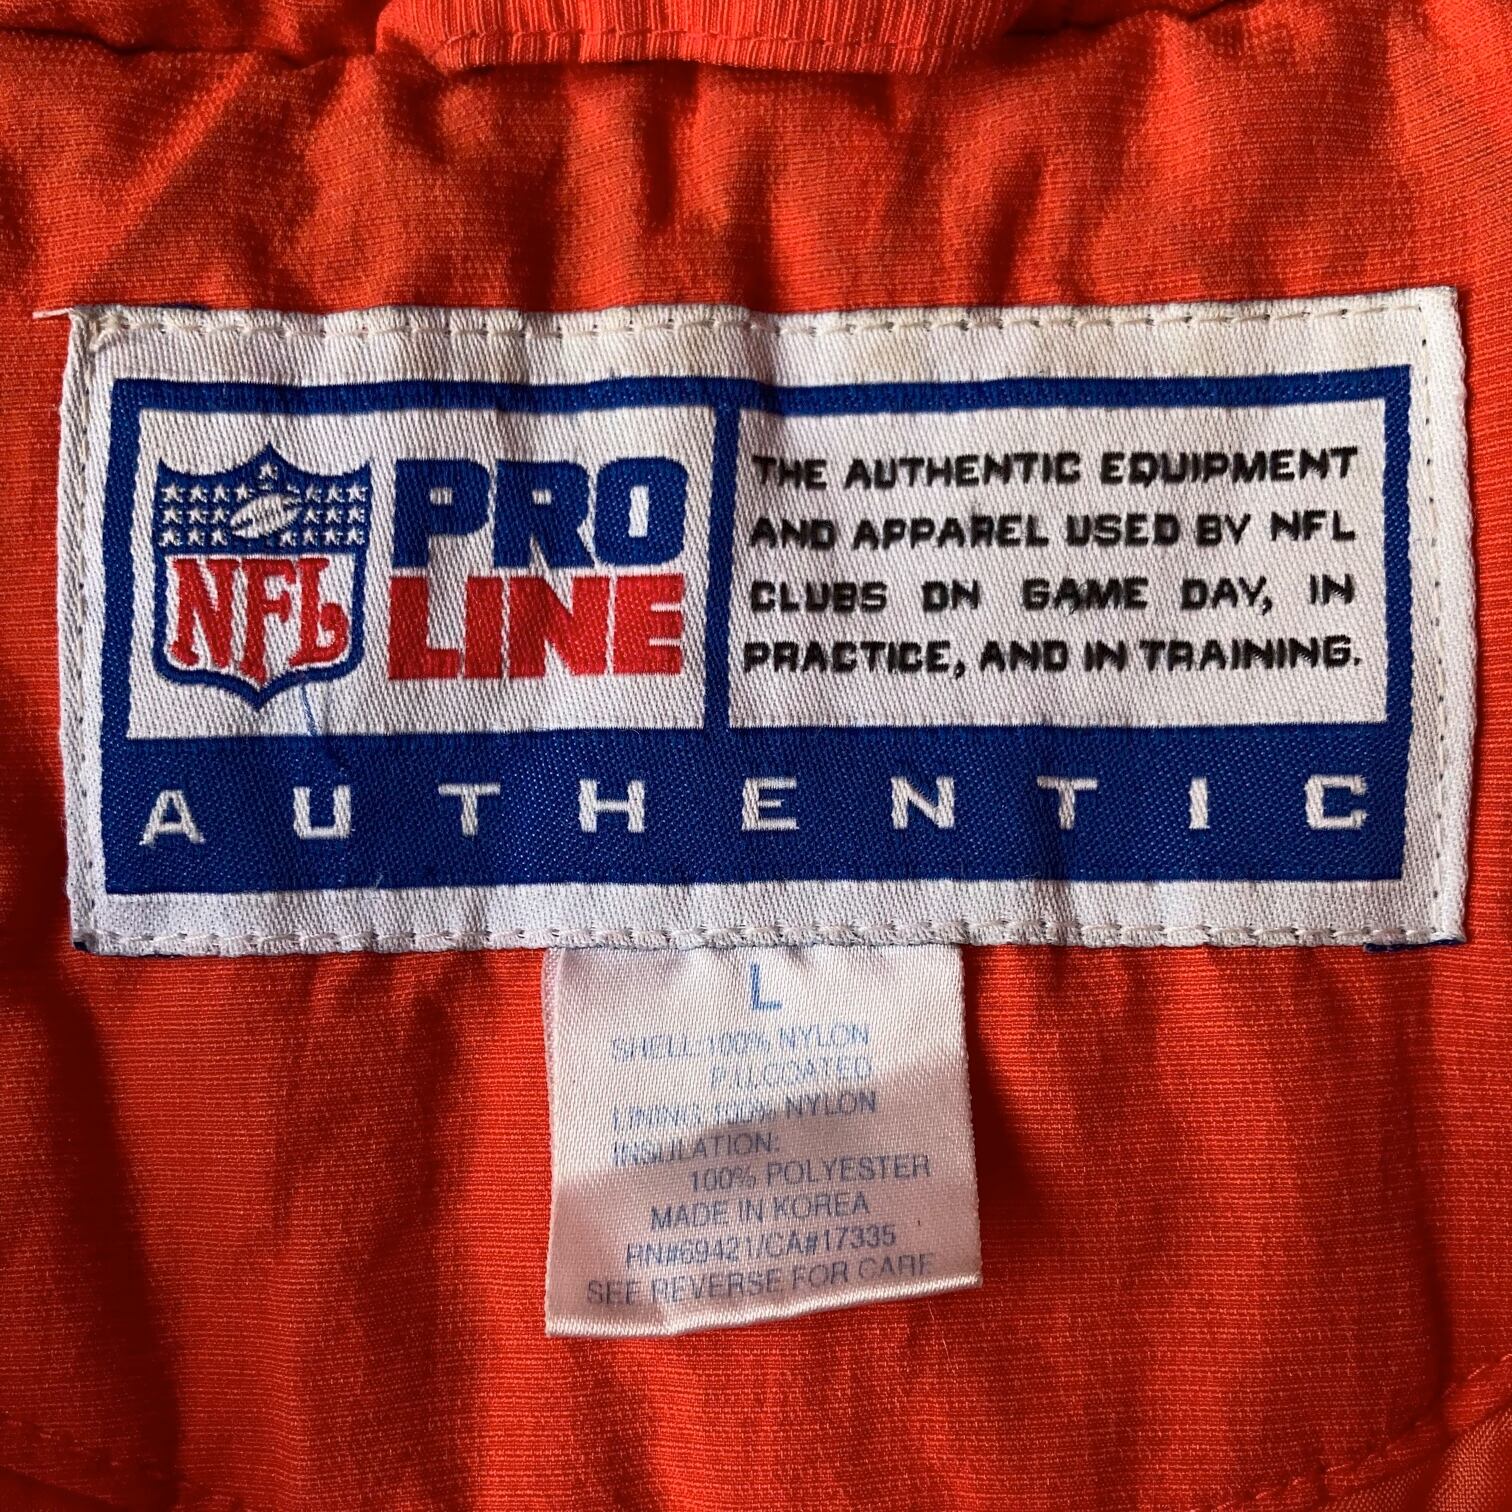 NFL
PRO
LINE
THE AUTHENTIC EQUIPMENT
AND APPAREL USED BY NFL
CLUBS ON GAME DAY, IN
PRACTICE, AND IN TRAINING.
AUTHENTIC
L
SHELL:100% NYLON
P.U.COATED
LINING:100% NYLON
INSULATION:
100% POLYESTER
MADE IN KOREA
RN#69421/CA#17335
SEE REVERSE FOR CARE